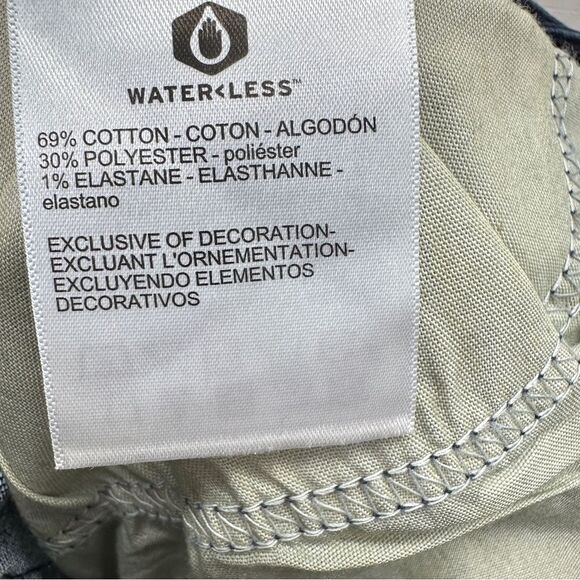 WATER<LESS™
69% COTTON - COTON - ALGODÓN
30% POLYESTER - poliéster
1% ELASTANE - ELASTHANNE -
elastano
EXCLUSIVE OF DECORATION-
EXCLUANT L'ORNEMENTATION-
EXCLUYENDO ELEMENTOS
DECORATIVOS